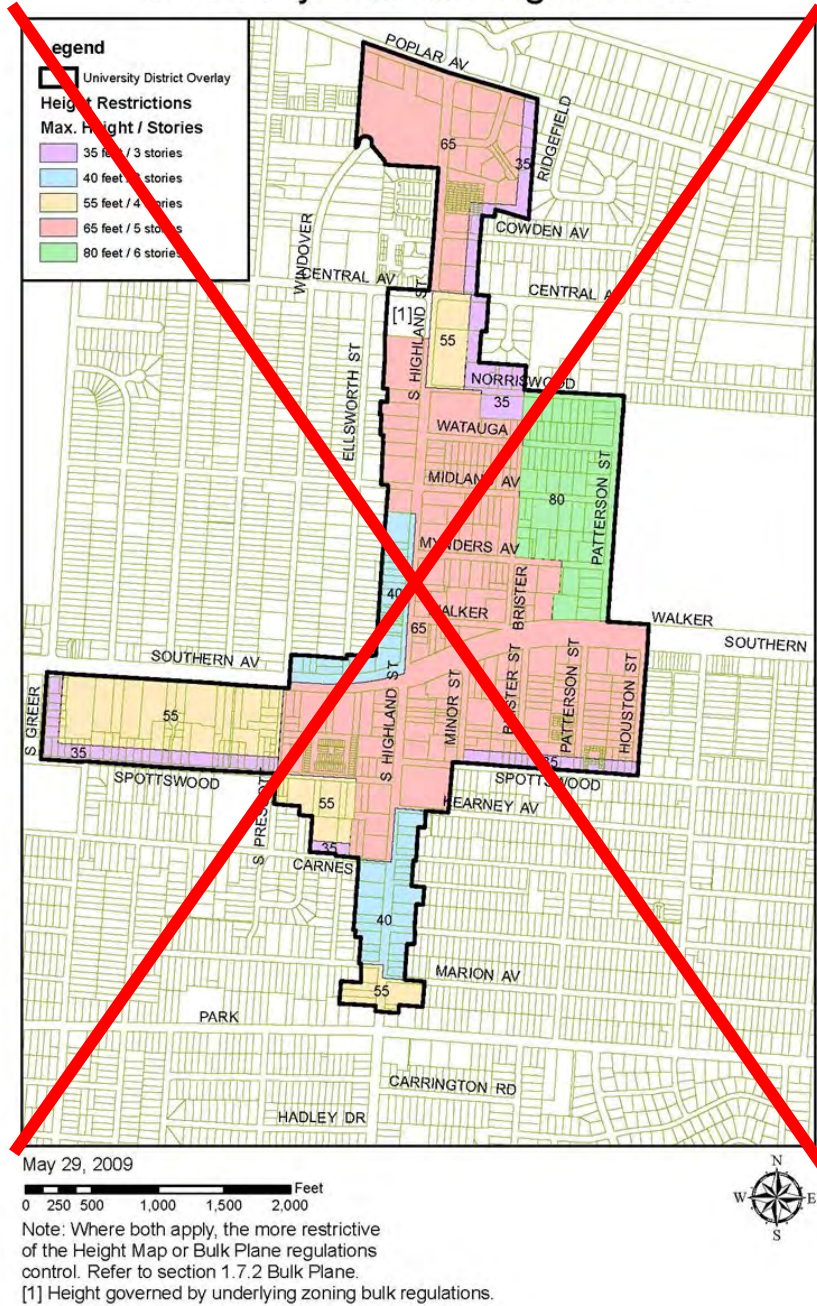 egend
University District Overlay
Height Restrictions
Max. Height / Stories
35 feet / 3 stories
40 feet / stories
55 feet / 4 stories
65 feet / 5 stories
80 feet / 6 stories
POPLAR AV
65
35
RIDGEFIELD
COWDEN AV
WINDOVER
CENTRAL AV
CENTRAL A
[1]
S HIGHLAND ST
55
ELLSWORTH ST
NORRISWOOD
35
WATAUGA
MIDLAND AV
80
PATTERSON ST
MYNDERS AV
40
WALKER
BRISTER
65
WALKER
SOUTHERN
SOUTHERN AV
S GREER
55
35
SPOTTSWOOD
S HIGHLAND ST
MINOR ST
BRISTER ST
PATTERSON ST
HOUSTON ST
35
SPOTTSWOOD
S PRESCOTT
55
KEARNEY AV
35
CARNES
40
MARION AV
55
PARK
CARRINGTON RD
HADLEY DR
May 29, 2009
Feet
0 250 500 1,000 1,500 2,000
N
W E
S
Note: Where both apply, the more restrictive
of the Height Map or Bulk Plane regulations
control. Refer to section 1.7.2 Bulk Plane.
[1] Height governed by underlying zoning bulk regulations.